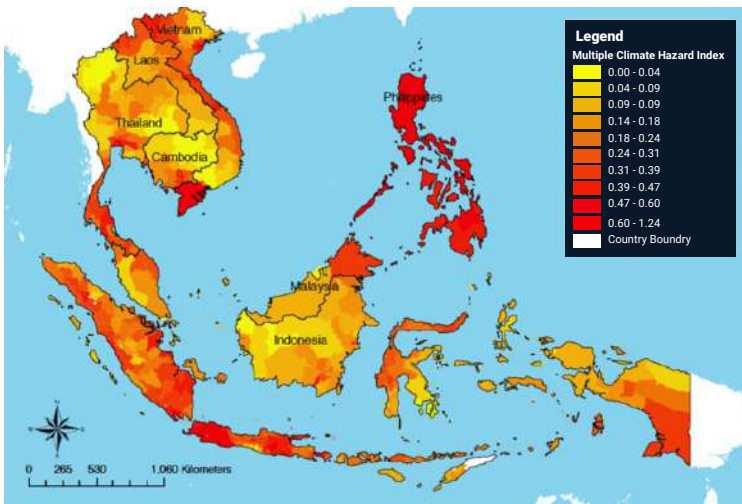 Vietnam
Laos
Thailand
Cambodia
Philippines
Malaysia
Indonesia
Legend
Multiple Climate Hazard Index
0.00 - 0.04
0.04 - 0.09
0.09 - 0.09
0.14 - 0.18
0.18 - 0.24
0.24 - 0.31
0.31 - 0.39
0.39 - 0.47
0.47 - 0.60
0.60 - 1.24
Country Boundry
0 265 530 1,060 Kilometers